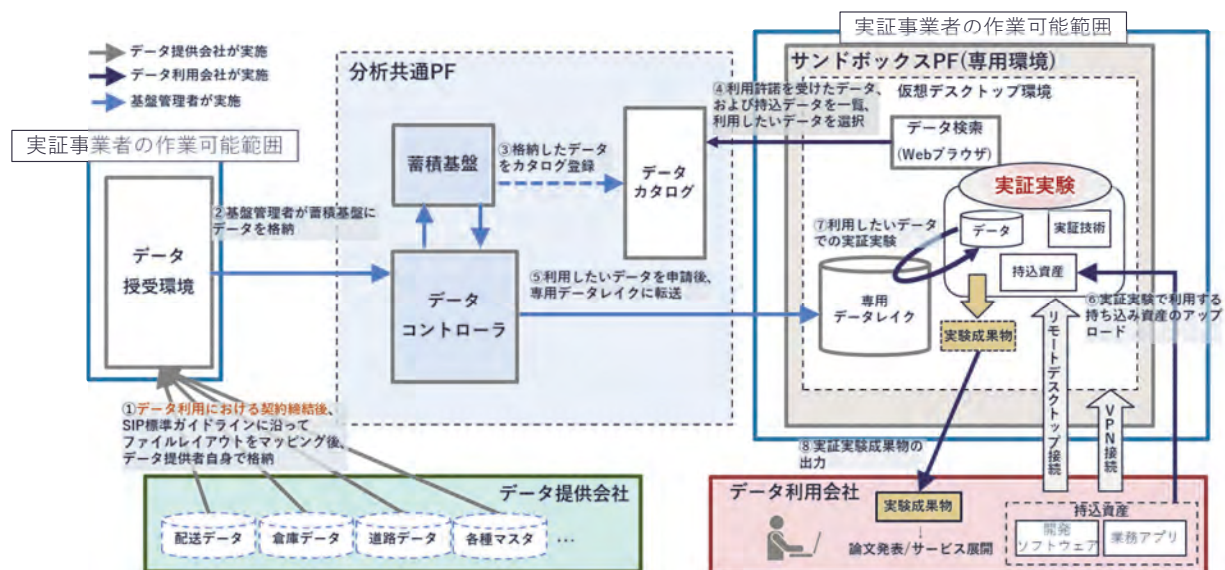 データ提供会社が実施
データ利用会社が実施
基盤管理者が実施
実証事業者の作業可能範囲
データ
授受環境
②基盤管理者が蓄積基盤に
データを格納
分析共通PF
蓄積基盤
③格納したデータ
をカタログ登録
データ
カタログ
データ
コントローラ
⑤利用したいデータを申請後、
専用データレイクに転送
実証事業者の作業可能範囲
サンドボックスPF(専用環境)
仮想デスクトップ環境
④利用許諾を受けたデータ、
および持込データを一覧、
利用したいデータを選択
データ検索
(Webブラウザ)
実証実験
データ
実証技術
持込資産
⑦利用したいデータ
での実証実験
専用
データレイク
実験成果物
⑥実証実験で利用する
持ち込み資産のアップ
ロード
リモートデスクトップ接続
VPN接続
①データ利用における契約締結後、
SIP標準ガイドラインに沿って
ファイルレイアウトをマッピング後、
データ提供者自身で格納
⑧実証実験成果物の
出力
データ提供会社
配送データ
倉庫データ
道路データ
各種マスタ
…
データ利用会社
実験成果物
論文発表/サービス展開
持込資産
開発
ソフトウェア
業務アプリ